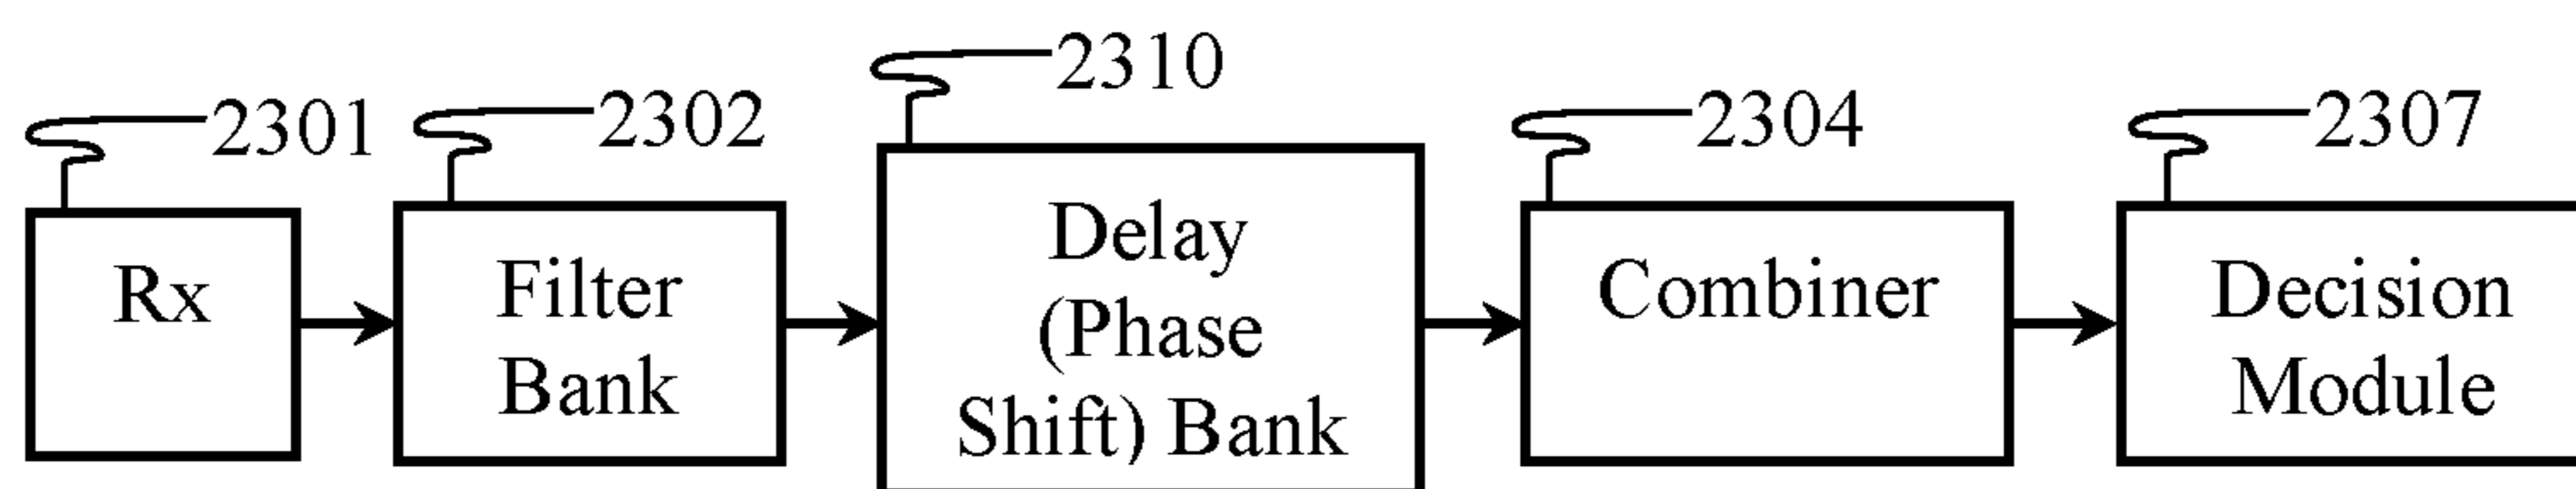 2301
2302
2310
2304
2307
Rx
Filter
Bank
Delay
(Phase
Shift) Bank
Combiner
Decision
Module